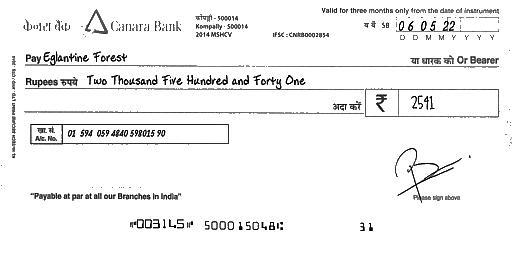 Valid for three months only from the date of instrument
केनरा बैंक Canara Bank
कोंपल्ली - 500014
Kompally - 500014
2014 MSHCV
IFSC : CNRB0002854
SB 06 05 22
D D M M Y Y Y Y
Pay Eglantine Forest या धारक को Or Bearer
Rupees रुपये Two Thousand Five Hundred and Forty One
अदा करें ₹ 2541
खा. सं.
A/c. No. 01 594 059 4840 598015 90
Please sign above
"Payable at par at all our Branches in India"
⑈003145⑈ 500015048⑆ 31